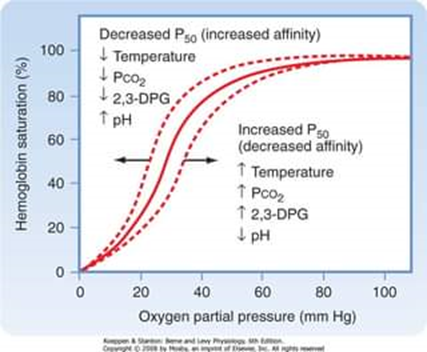 Decreased P50 (increased affinity)
↓ Temperature
↓ PCO2
↓ 2,3-DPG
↑ pH
Increased P50
(decreased affinity)
↑ Temperature
↑ PCO2
↑ 2,3-DPG
↓ pH
Hemoglobin saturation (%)
100
80
60
40
20
0
0 20 40 60 80 100
Oxygen partial pressure (mm Hg)
Koeppen & Stanton: Berne and Levy Physiology, 6th Edition.
Copyright © 2008 by Mosby, an imprint of Elsevier, Inc. All rights reserved